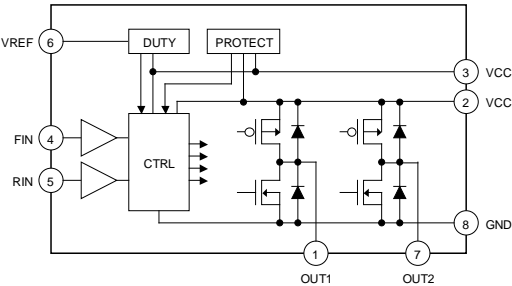 VREF 6 DUTY PROTECT
3 VCC
2 VCC
FIN 4
CTRL
RIN 5
8 GND
1 7
OUT1 OUT2